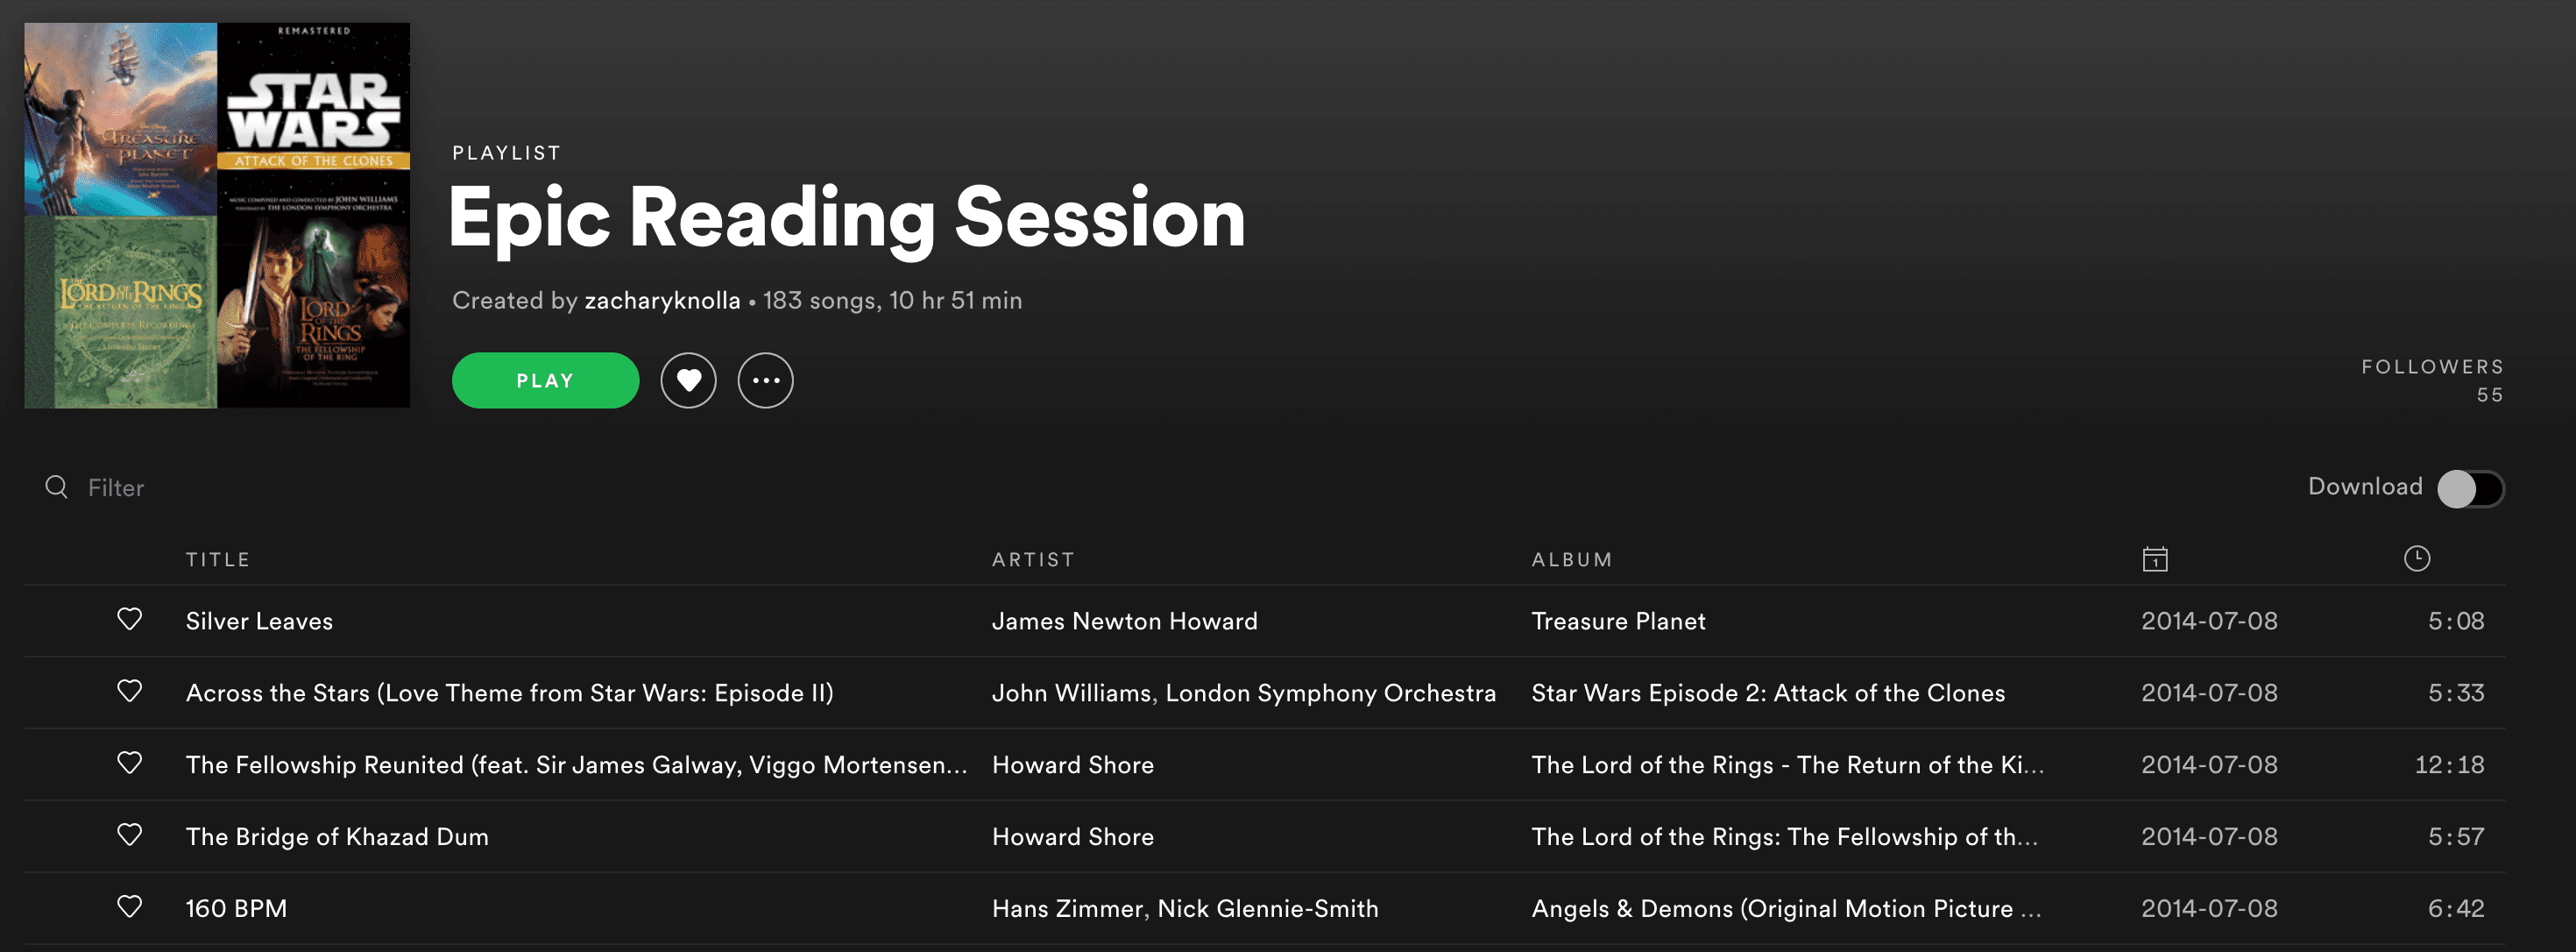 REMASTERED
STAR
WARS
ATTACK OF THE CLONES
MUSIC COMPOSED AND CONDUCTED BY JOHN WILLIAMS
PERFORMED BY THE LONDON SYMPHONY ORCHESTRA
TREASURE
PLANET
THE
LORD OF THE RINGS
THE RETURN OF THE KING
THE COMPLETE RECORDINGS
THE
LORD
OF THE
RINGS
THE FELLOWSHIP
OF THE RING
PLAYLIST
Epic Reading Session
Created by zacharyknolla • 183 songs, 10 hr 51 min
PLAY
FOLLOWERS
55
Filter
Download
TITLE ARTIST ALBUM 1
Silver Leaves James Newton Howard Treasure Planet 2014-07-08 5:08
Across the Stars (Love Theme from Star Wars: Episode II) John Williams, London Symphony Orchestra Star Wars Episode 2: Attack of the Clones 2014-07-08 5:33
The Fellowship Reunited (feat. Sir James Galway, Viggo Mortensen... Howard Shore The Lord of the Rings - The Return of the Ki... 2014-07-08 12:18
The Bridge of Khazad Dum Howard Shore The Lord of the Rings: The Fellowship of th... 2014-07-08 5:57
160 BPM Hans Zimmer, Nick Glennie-Smith Angels & Demons (Original Motion Picture ... 2014-07-08 6:42